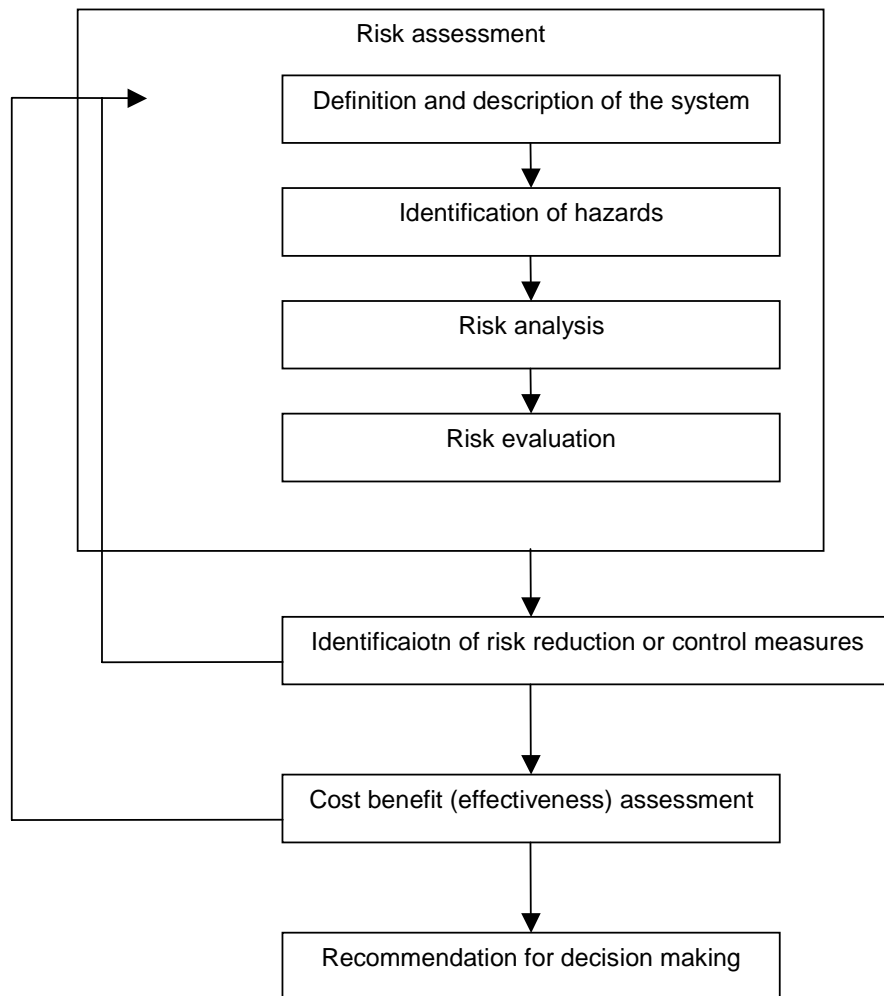 Risk assessment
Definition and description of the system
Identification of hazards
Risk analysis
Risk evaluation
Identificaiotn of risk reduction or control measures
Cost benefit (effectiveness) assessment
Recommendation for decision making